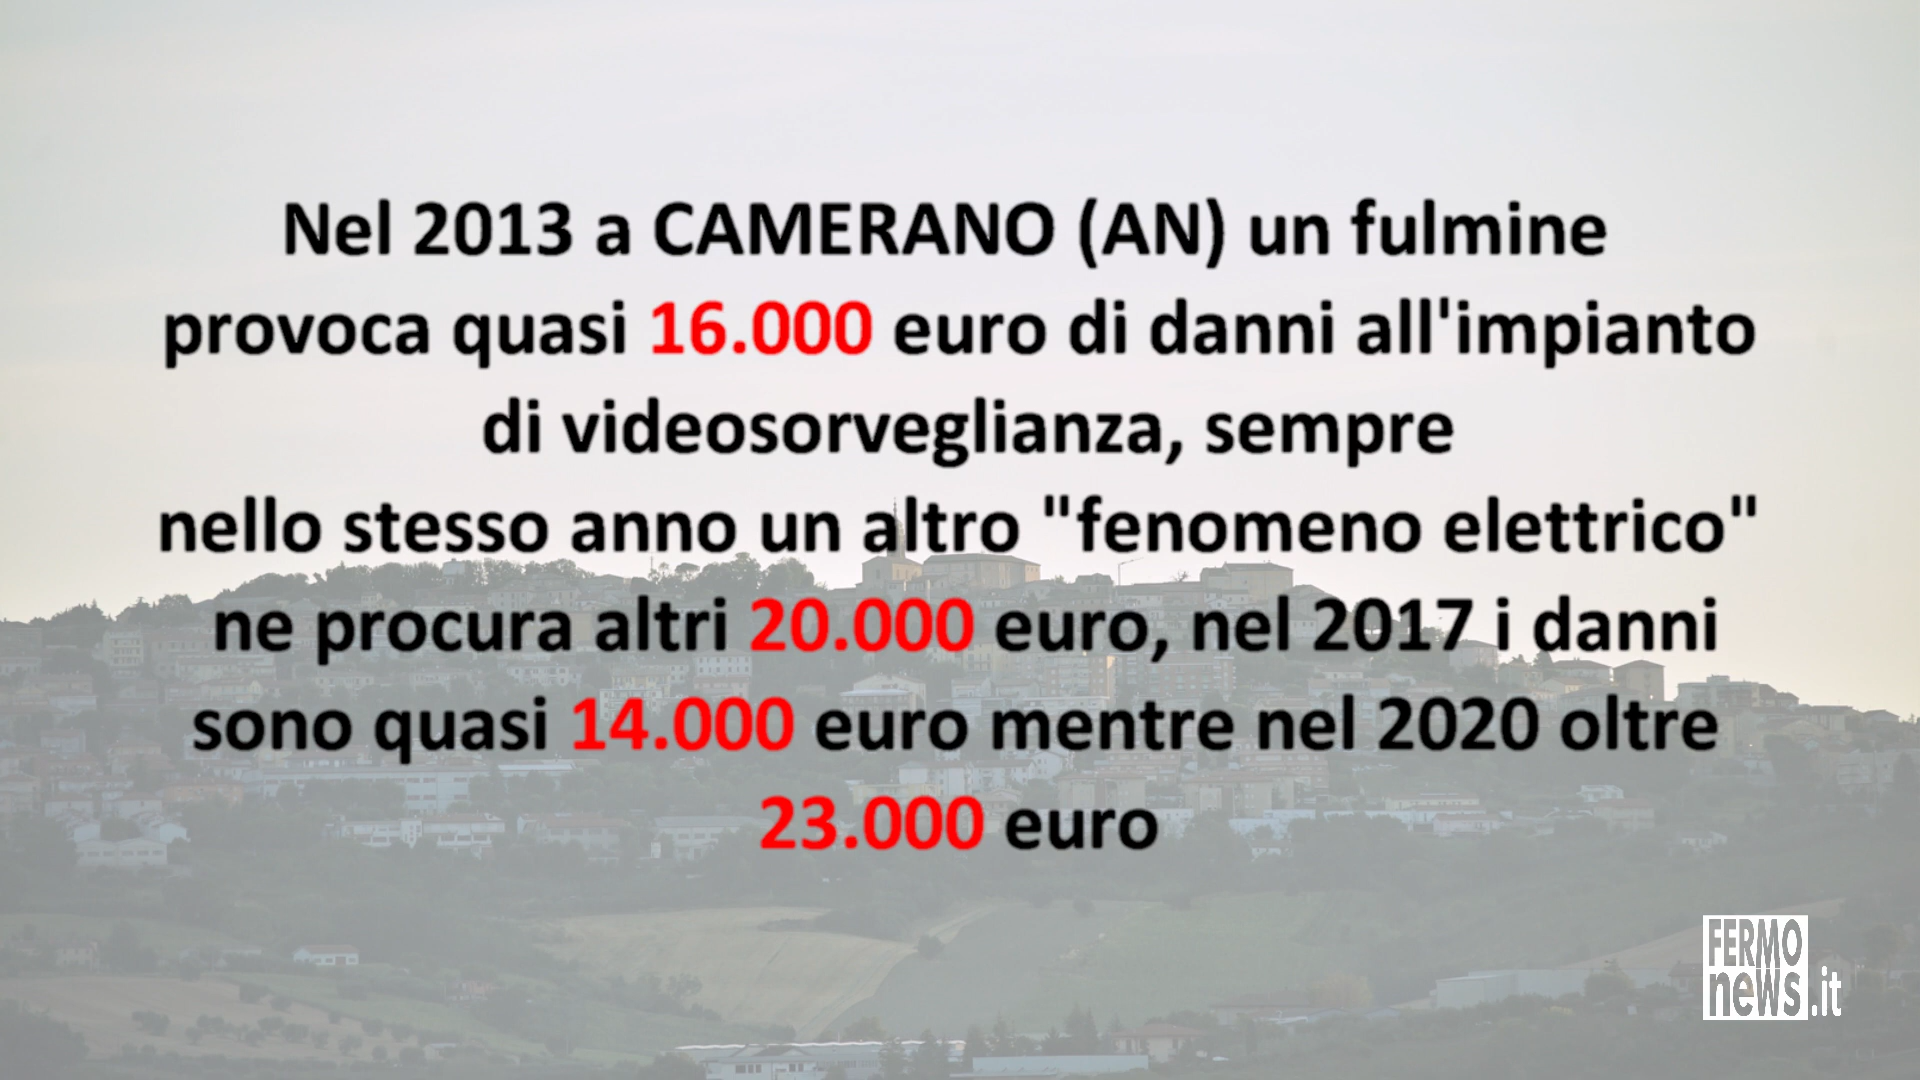 Nel 2013 a CAMERANO (AN) un fulmine
provoca quasi 16.000 euro di danni all'impianto
di videosorveglianza, sempre
nello stesso anno un altro "fenomeno elettrico"
ne procura altri 20.000 euro, nel 2017 i danni
sono quasi 14.000 euro mentre nel 2020 oltre
23.000 euro
FERMO
news.it